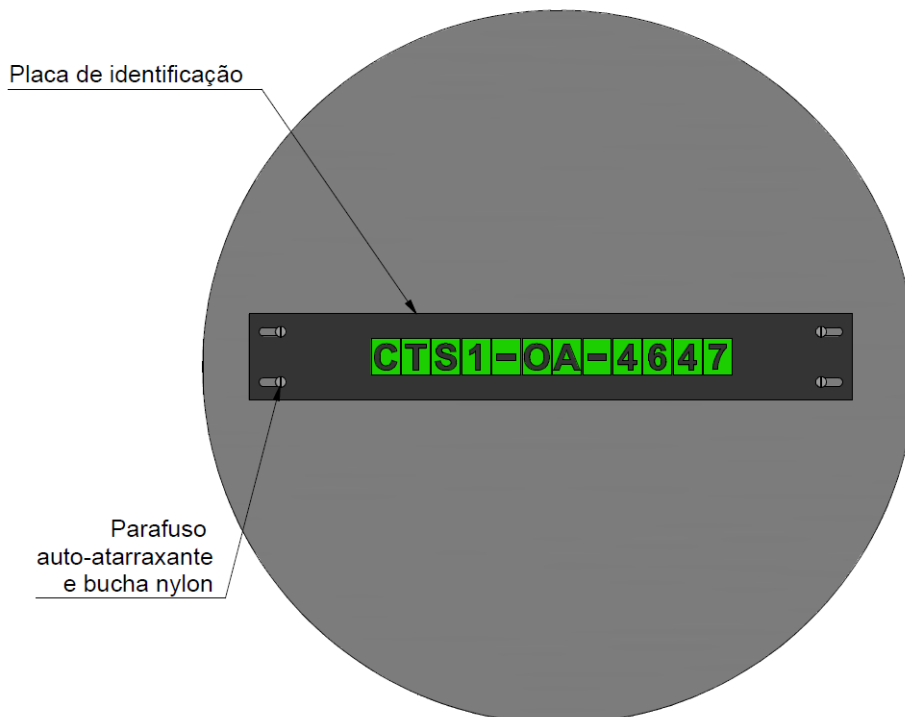 Placa de identificação
CTS1-OA-4647
Parafuso
auto-atarraxante
e bucha nylon